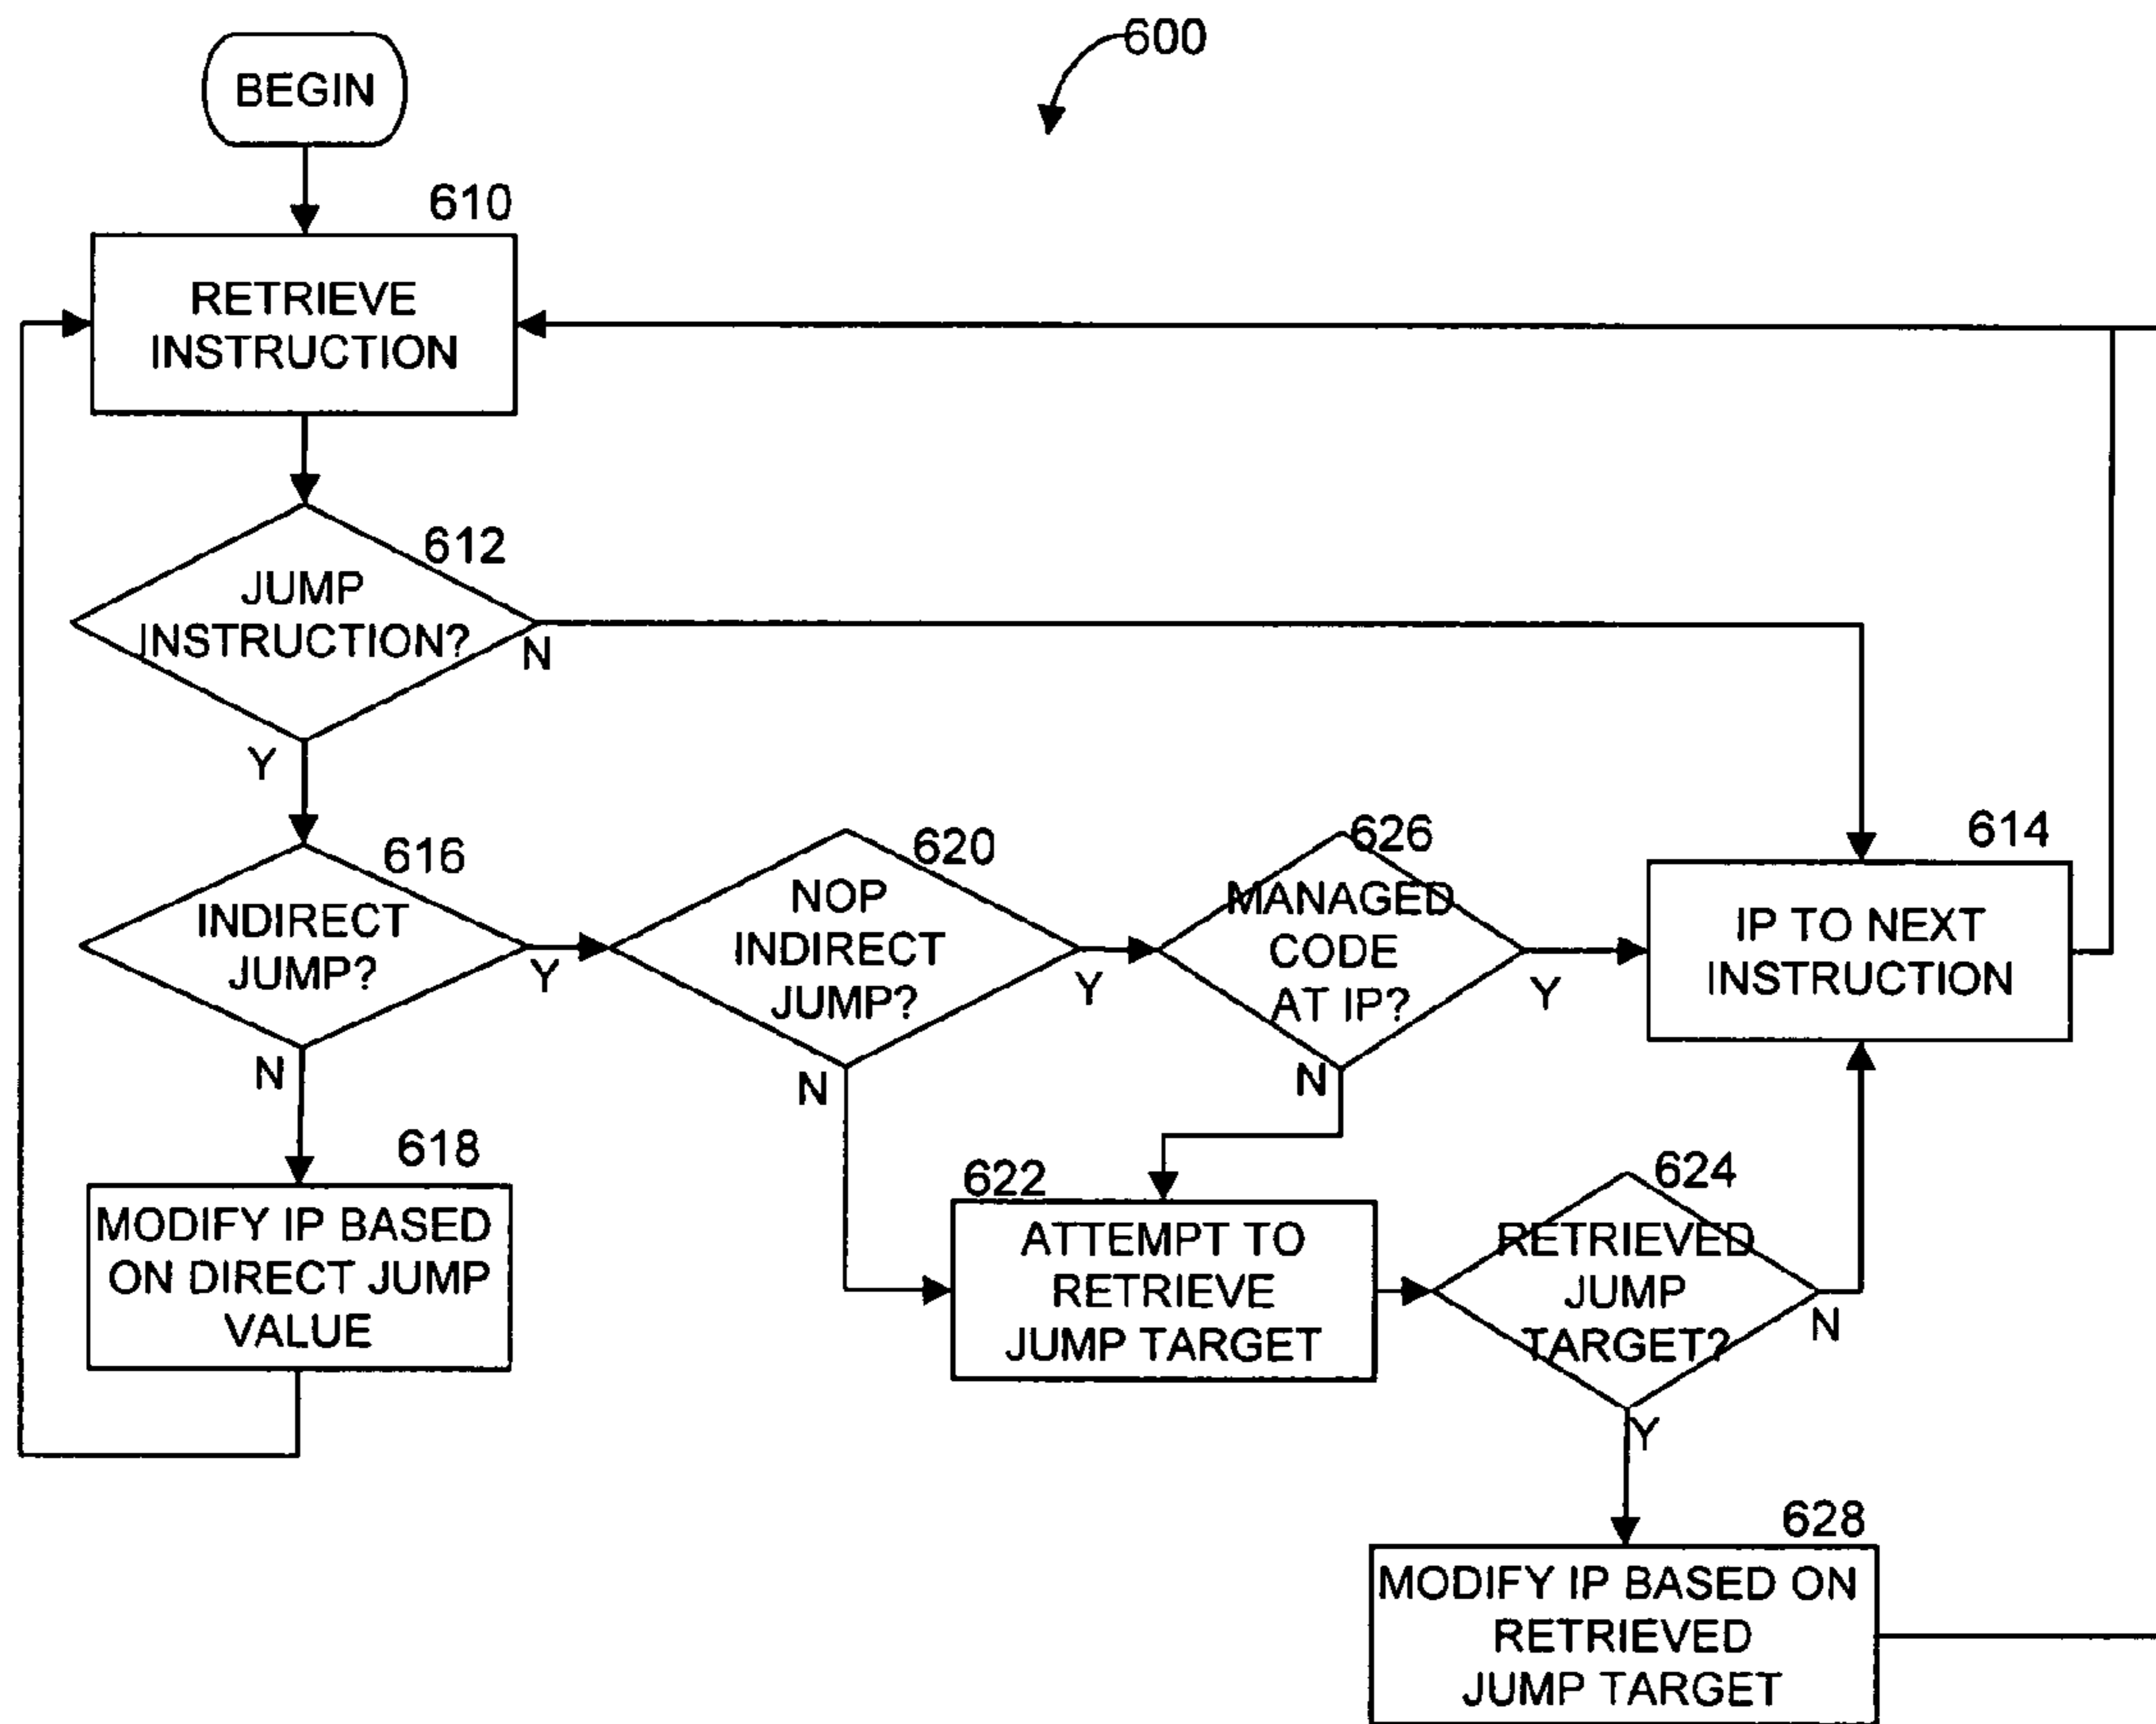 600
BEGIN
610
RETRIEVE
INSTRUCTION
612
JUMP
INSTRUCTION?
N
Y
616
INDIRECT
JUMP?
Y
N
620
NOP
INDIRECT
JUMP?
Y
N
626
MANAGED
CODE
AT IP?
Y
N
614
IP TO NEXT
INSTRUCTION
618
MODIFY IP BASED
ON DIRECT JUMP
VALUE
622
ATTEMPT TO
RETRIEVE
JUMP TARGET
624
RETRIEVED
JUMP
TARGET?
N
Y
628
MODIFY IP BASED ON
RETRIEVED
JUMP TARGET